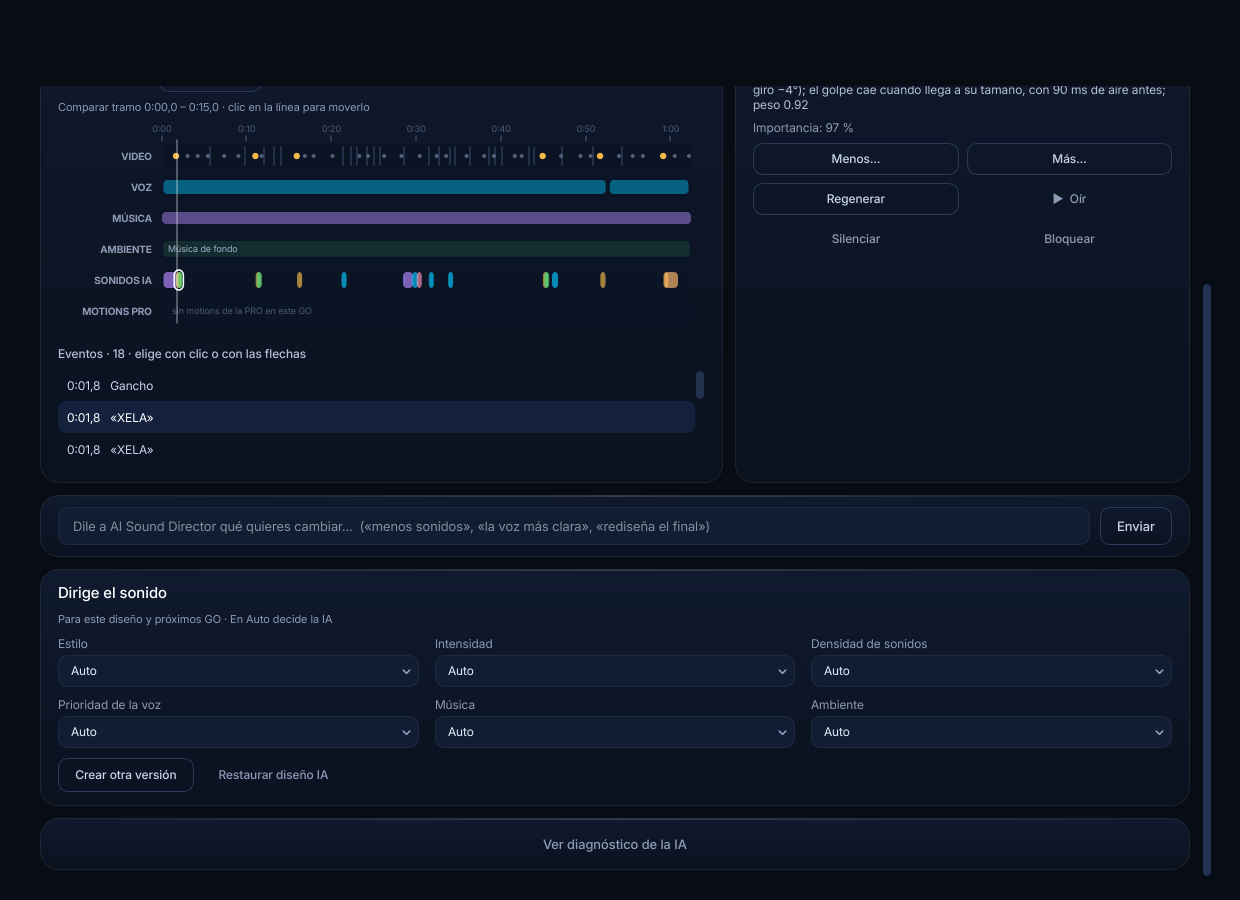 Comparar tramo 0:00,0 – 0:15,0 · clic en la línea para moverlo
0:00 0:10 0:20 0:30 0:40 0:50 1:00
VIDEO
VOZ
MÚSICA
AMBIENTE Música de fondo
SONIDOS IA
MOTIONS PRO sin motions de la PRO en este GO
Eventos · 18 · elige con clic o con las flechas
0:01,8 Gancho
0:01,8 «XELA»
0:01,8 «XELA»
giro −4°); el golpe cae cuando llega a su tamaño, con 90 ms de aire antes;
peso 0.92
Importancia: 97 %
Menos... Más...
Regenerar ▶ Oír
Silenciar Bloquear
Dile a AI Sound Director qué quieres cambiar... («menos sonidos», «la voz más clara», «rediseña el final»)
Enviar
Dirige el sonido
Para este diseño y próximos GO · En Auto decide la IA
Estilo Intensidad Densidad de sonidos
Auto Auto Auto
Prioridad de la voz Música Ambiente
Auto Auto Auto
Crear otra versión Restaurar diseño IA
Ver diagnóstico de la IA